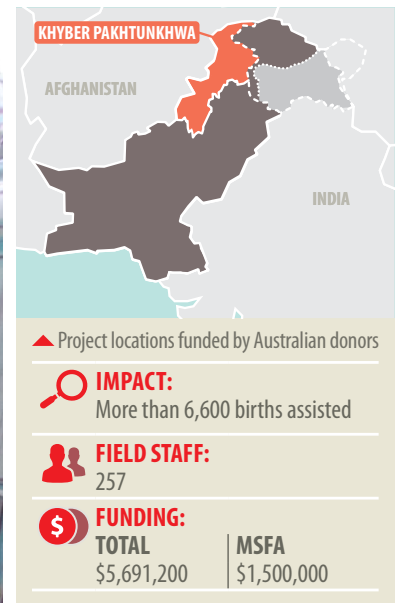 KHYBER PAKHTUNKHWA
AFGHANISTAN
INDIA
Project locations funded by Australian donors
IMPACT:
More than 6,600 births assisted
FIELD STAFF:
257
$ FUNDING:
TOTAL MSFA
$5,691,200 $1,500,000